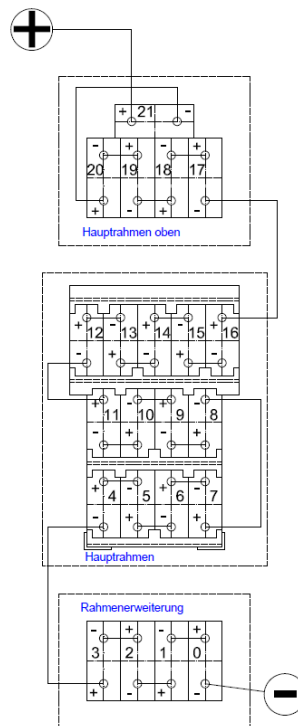 +
+ 21 -
- + - +
20 19 18 17
+ - + -
Hauptrahmen oben
+ - + - +
12 13 14 15 16
- + - + -
+ - + -
11 10 9 8
- + - +
+ - + -
4 5 6 7
- + - +
Hauptrahmen
Rahmenerweiterung
- + - +
3 2 1 0
+ - + -
-